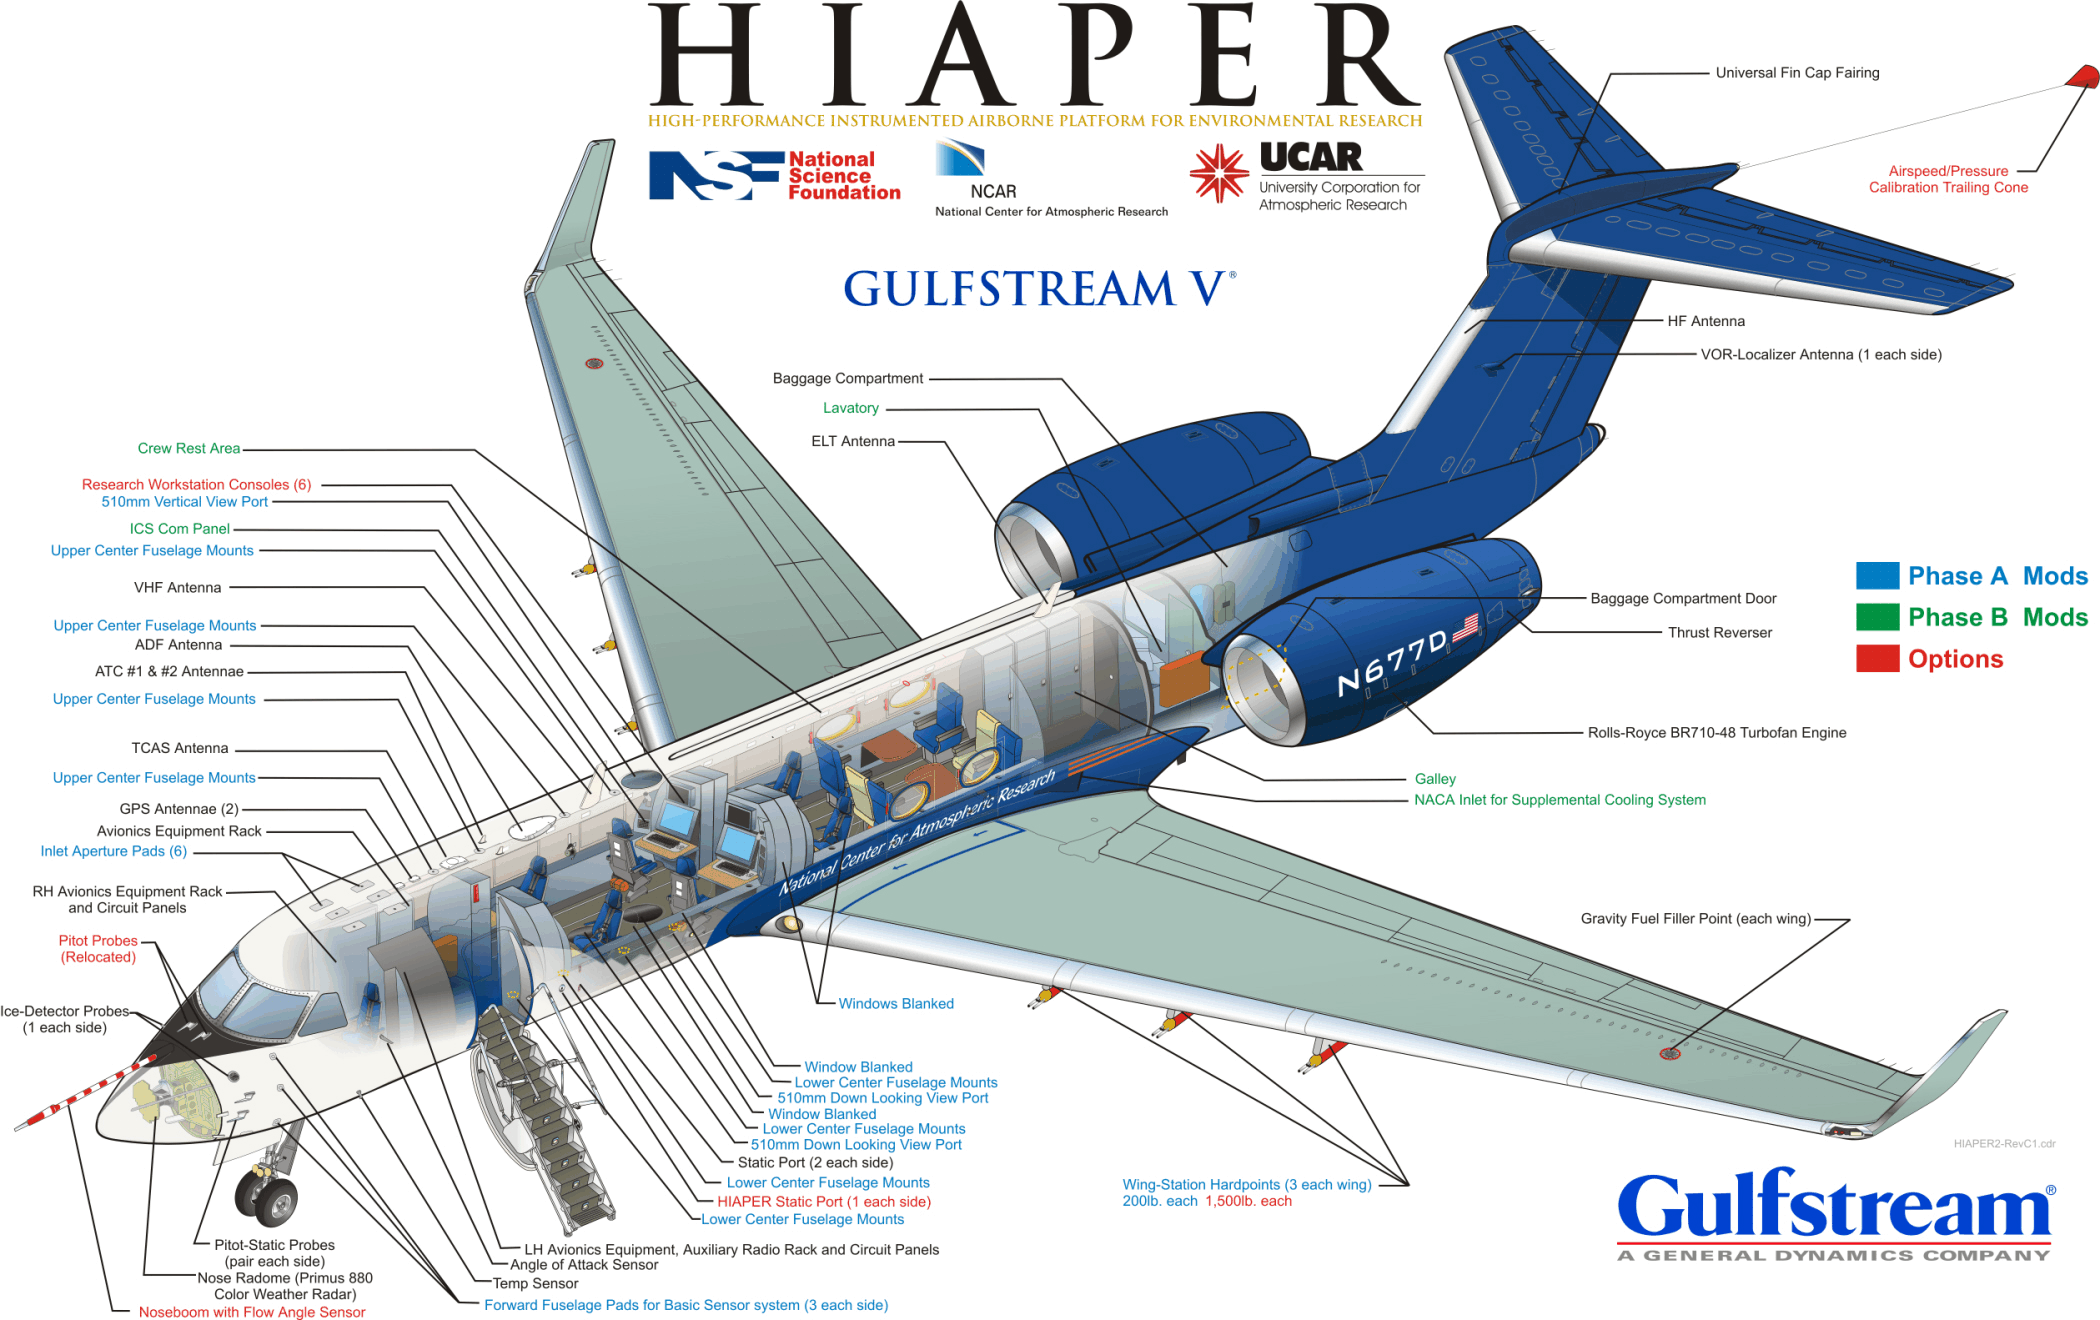 HIAPER
HIGH-PERFORMANCE INSTRUMENTED AIRBORNE PLATFORM FOR ENVIRONMENTAL RESEARCH
NSF National
Science
Foundation
NCAR
National Center for Atmospheric Research
UCAR
University Corporation for
Atmospheric Research
GULFSTREAM V®
Universal Fin Cap Fairing
Airspeed/Pressure
Calibration Trailing Cone
HF Antenna
VOR-Localizer Antenna (1 each side)
Baggage Compartment
Lavatory
ELT Antenna
Crew Rest Area
Research Workstation Consoles (6)
510mm Vertical View Port
ICS Com Panel
Upper Center Fuselage Mounts
VHF Antenna
Upper Center Fuselage Mounts
ADF Antenna
ATC #1 & #2 Antennae
Upper Center Fuselage Mounts
TCAS Antenna
Upper Center Fuselage Mounts
GPS Antennae (2)
Avionics Equipment Rack
Inlet Aperture Pads (6)
RH Avionics Equipment Rack
and Circuit Panels
Pitot Probes
(Relocated)
Ice-Detector Probes
(1 each side)
Phase A Mods
Phase B Mods
Options
Baggage Compartment Door
Thrust Reverser
N677D
Rolls-Royce BR710-48 Turbofan Engine
Galley
NACA Inlet for Supplemental Cooling System
National Center for Atmospheric Research
Gravity Fuel Filler Point (each wing)
Windows Blanked
Window Blanked
Lower Center Fuselage Mounts
510mm Down Looking View Port
Window Blanked
Lower Center Fuselage Mounts
510mm Down Looking View Port
Static Port (2 each side)
Lower Center Fuselage Mounts
HIAPER Static Port (1 each side)
Lower Center Fuselage Mounts
LH Avionics Equipment, Auxiliary Radio Rack and Circuit Panels
Angle of Attack Sensor
Temp Sensor
Forward Fuselage Pads for Basic Sensor system (3 each side)
Pitot-Static Probes
(pair each side)
Nose Radome (Primus 880
Color Weather Radar)
Noseboom with Flow Angle Sensor
Wing-Station Hardpoints (3 each wing)
200lb. each 1,500lb. each
HIAPER2-RevC1.cdr
Gulfstream®
A GENERAL DYNAMICS COMPANY